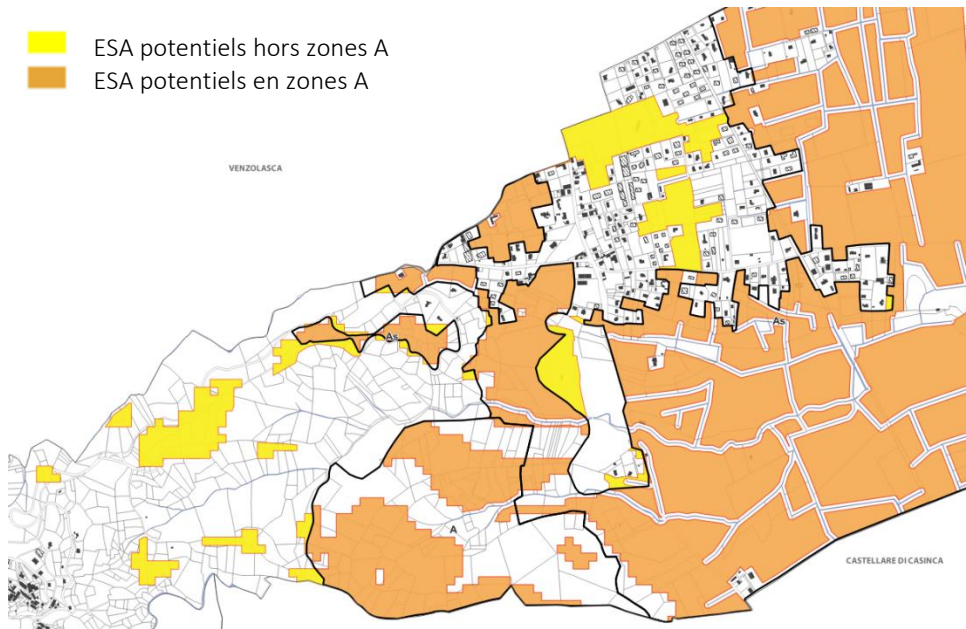 ESA potentiels hors zones A
ESA potentiels en zones A
VENZOLASCA
As
As
A
CASTELLARE DI CASINCA